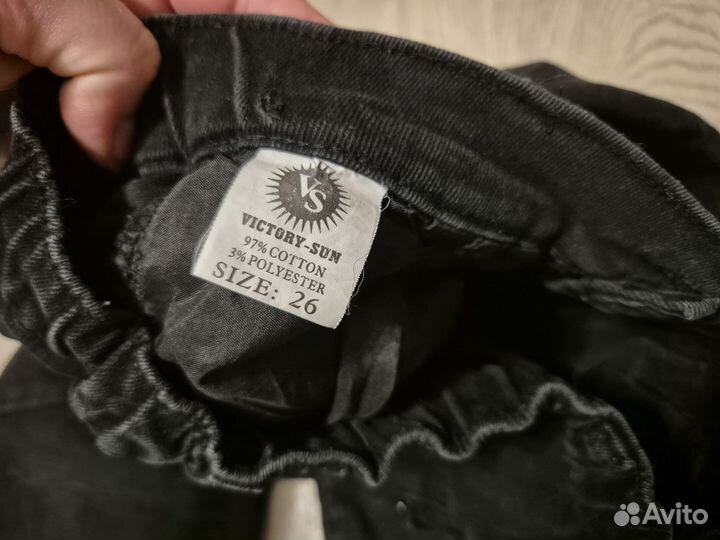 VS
VICTORY-SUN
97% COTTON
3% POLYESTER
SIZE: 26
Avito